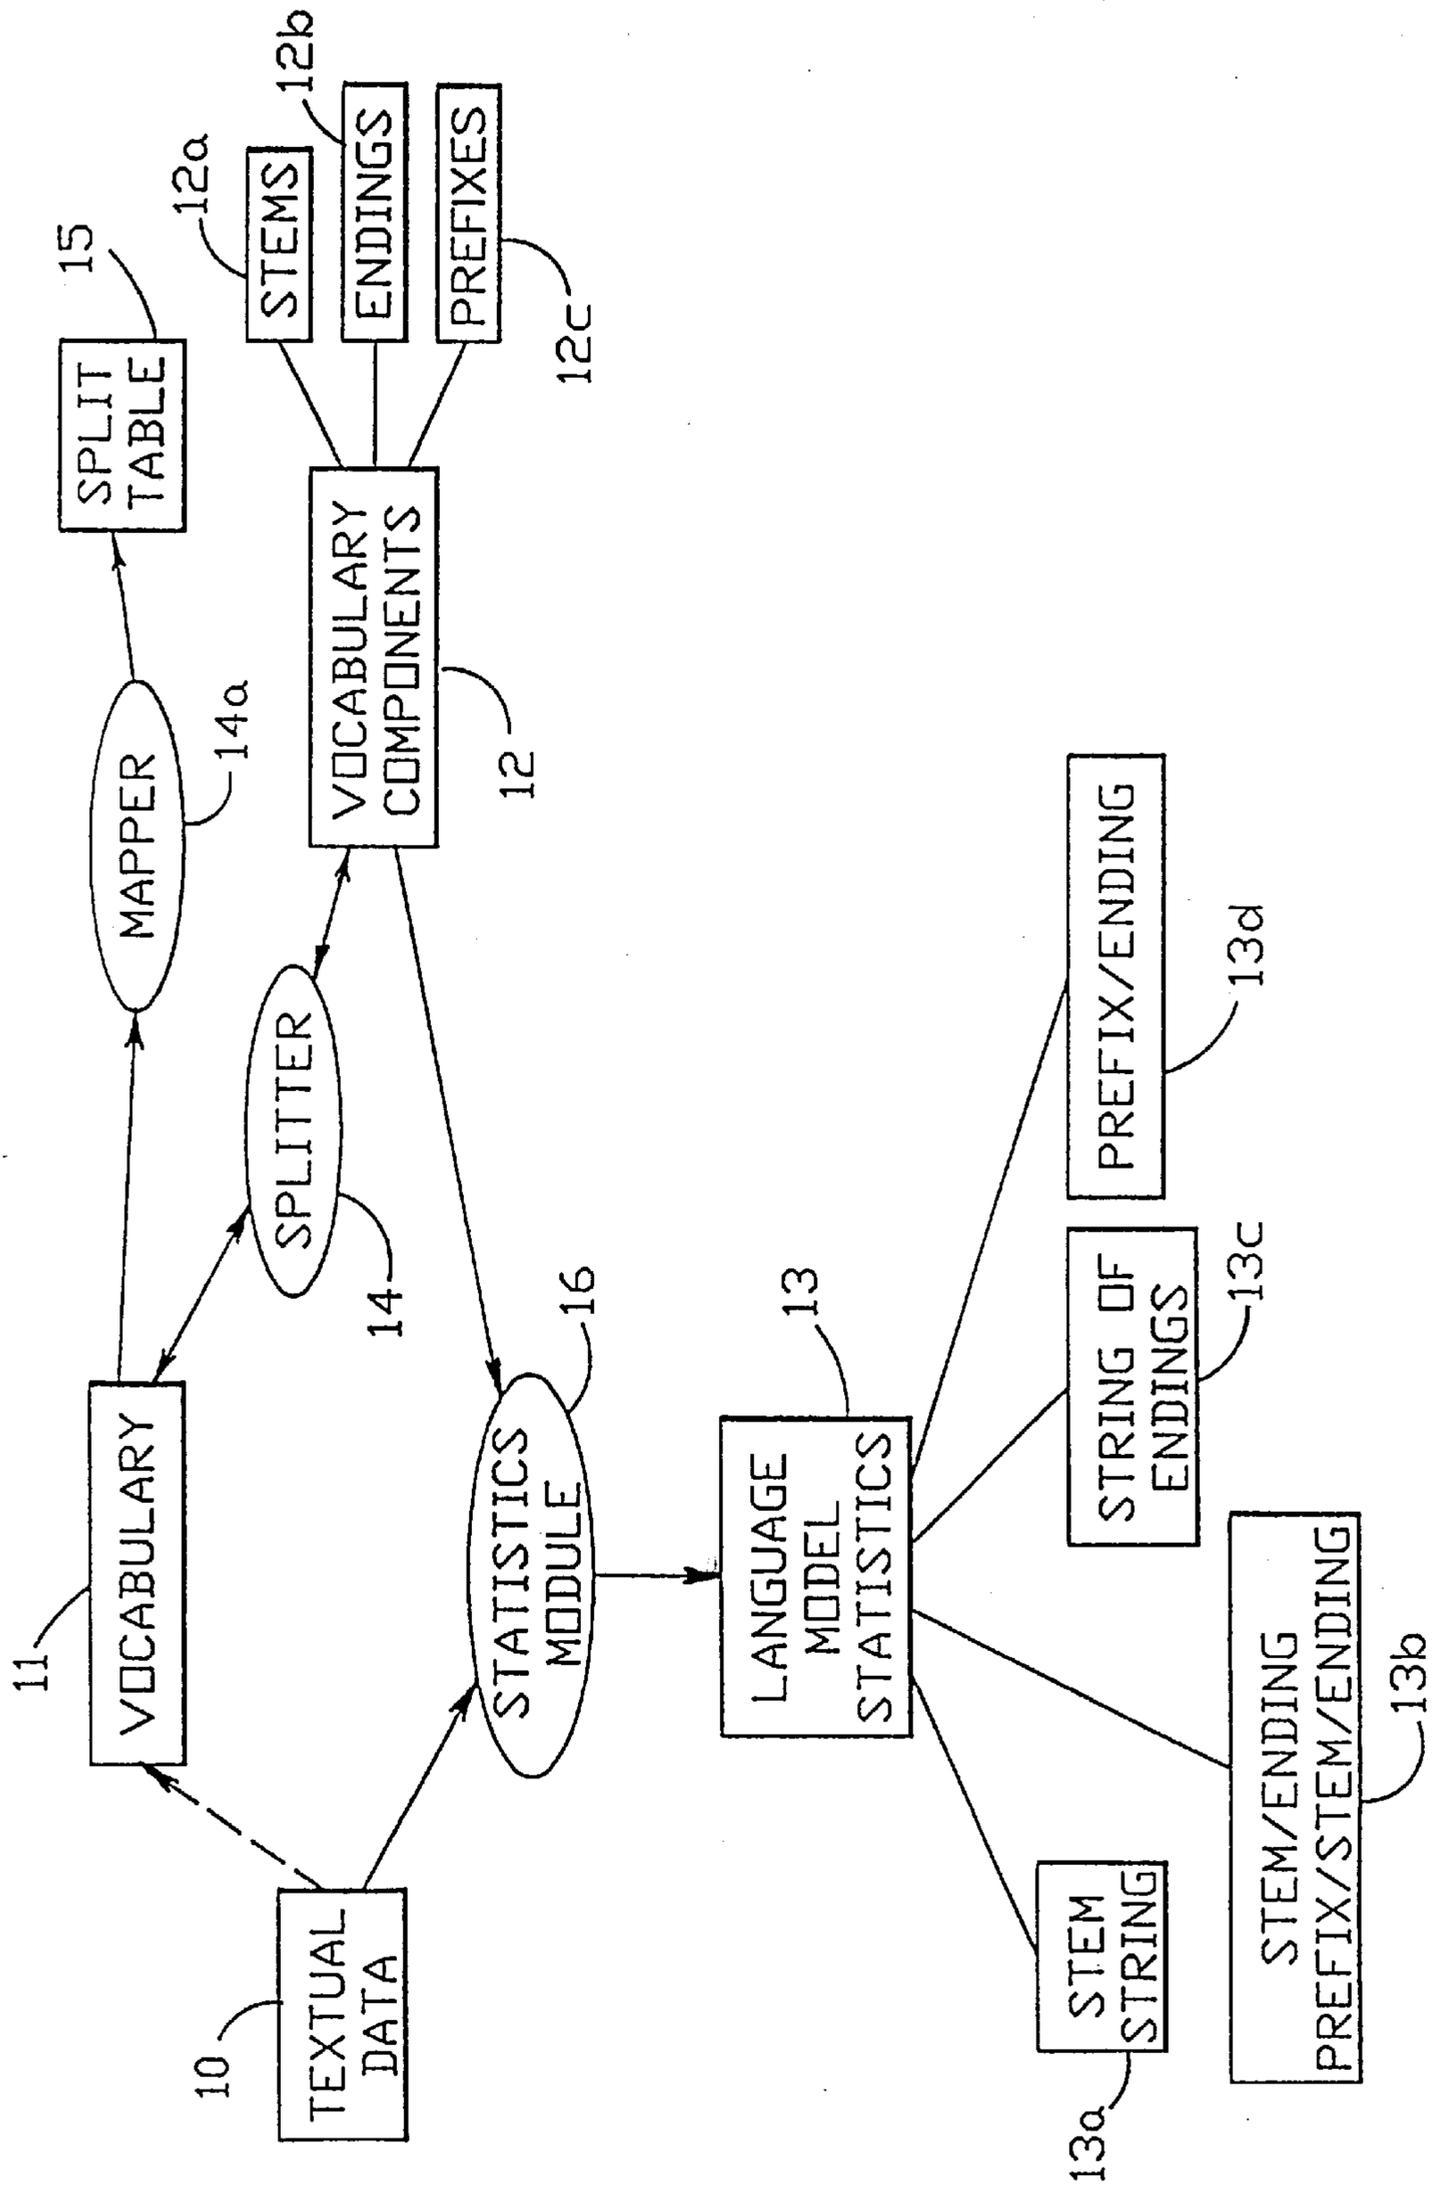 11
VOCABULARY
MAPPER
14a
SPLIT
TABLE
15
10
TEXTUAL
DATA
SPLITTER
14
VOCABULARY
COMPONENTS
12
STEMS
12a
ENDINGS
12b
PREFIXES
12c
STATISTICS
MODULE
16
LANGUAGE
MODEL
STATISTICS
13
STEM
STRING
13a
STEM/ENDING
PREFIX/STEM/ENDING
13b
STRING OF
ENDINGS
13c
PREFIX/ENDING
13d